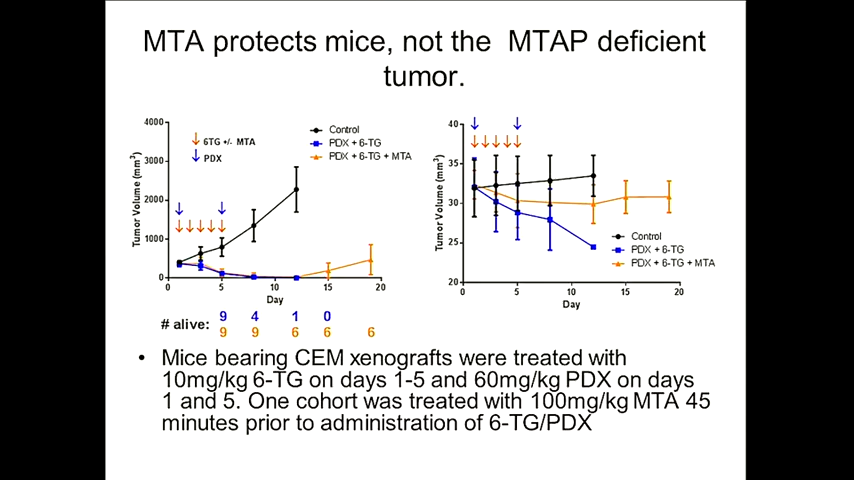 MTA protects mice, not the MTAP deficient
tumor.
4000
3000
2000
1000
0
Tumor Volume (mm³)
0 5 10 15 20
Day
6TG +/- MTA
PDX
Control
PDX + 6-TG
PDX + 6-TG + MTA
40
35
30
25
20
Tumor Volume (mm³)
0 5 10 15 20
Day
Control
PDX + 6-TG
PDX + 6-TG + MTA
# alive:
9 4 1 0
9 9 6 6 6
• Mice bearing CEM xenografts were treated with
10mg/kg 6-TG on days 1-5 and 60mg/kg PDX on days
1 and 5. One cohort was treated with 100mg/kg MTA 45
minutes prior to administration of 6-TG/PDX